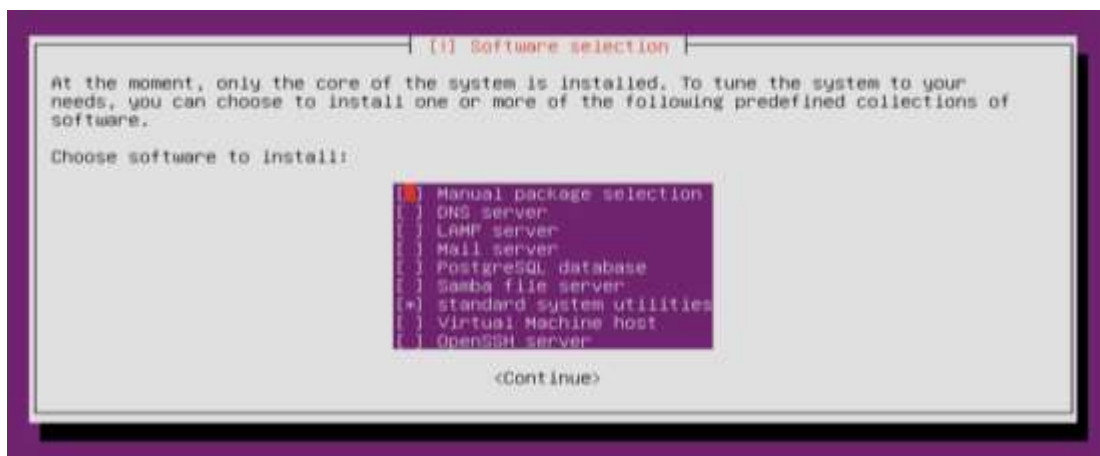 [!] Software selection
At the moment, only the core of the system is installed. To tune the system to your
needs, you can choose to install one or more of the following predefined collections of
software.
Choose software to install:
[ ] Manual package selection
[ ] DNS server
[ ] LAMP server
[ ] Mail server
[ ] PostgreSQL database
[ ] Samba file server
[*] standard system utilities
[ ] Virtual Machine host
[ ] OpenSSH server
<Continue>